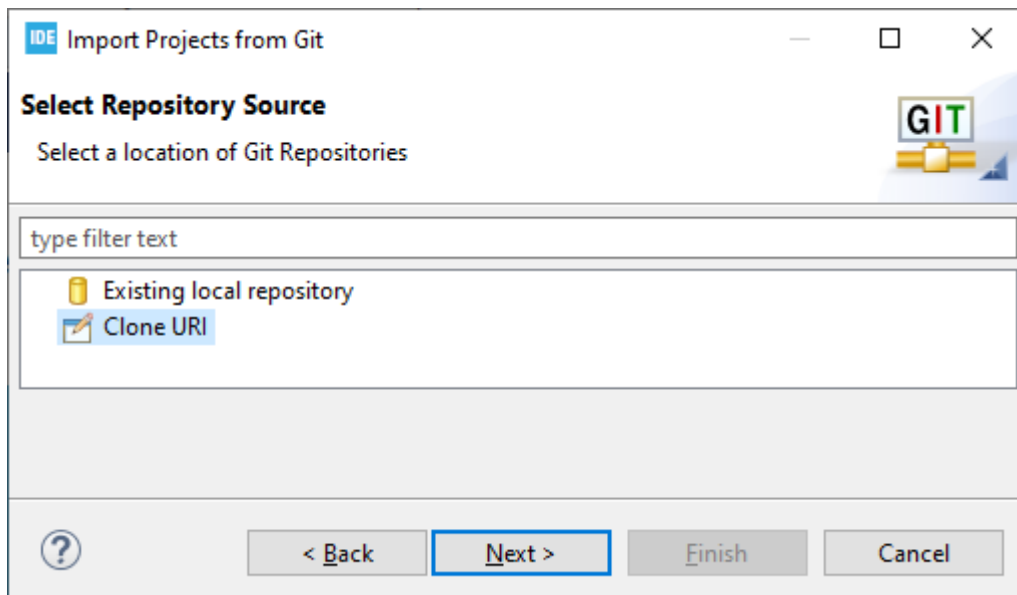 IDE Import Projects from Git
Select Repository Source
Select a location of Git Repositories
GIT
type filter text
Existing local repository
Clone URI
?
< Back
Next >
Finish
Cancel